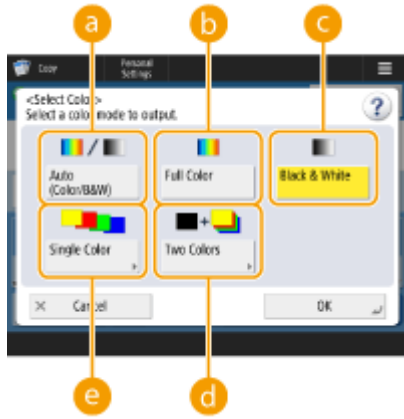 a b c
Copy Personal
Settings
<Select Color>
Select a color mode to output.
?
Auto
(Color/B&W)
Full Color
Black & White
Single Color
Two Colors
Cancel
OK
e d